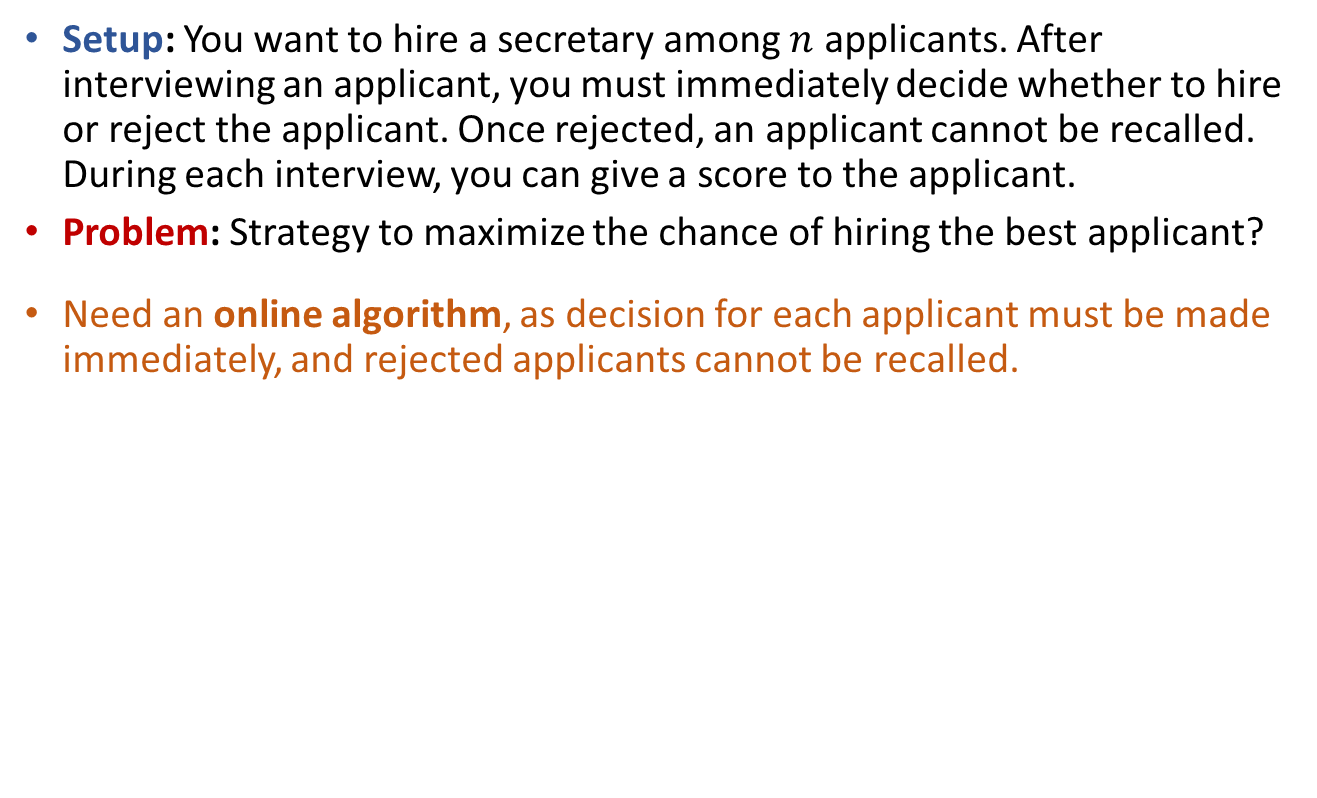 • Setup: You want to hire a secretary among n applicants. After
interviewing an applicant, you must immediately decide whether to hire
or reject the applicant. Once rejected, an applicant cannot be recalled.
During each interview, you can give a score to the applicant.
• Problem: Strategy to maximize the chance of hiring the best applicant?
• Need an online algorithm, as decision for each applicant must be made
immediately, and rejected applicants cannot be recalled.